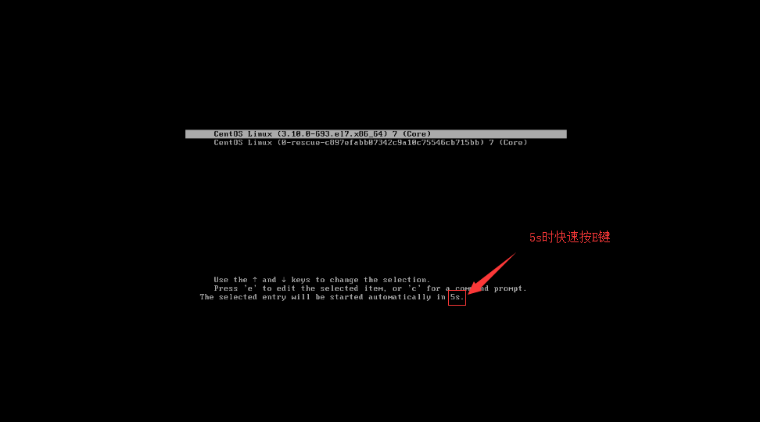 CentOS Linux (3.10.0-693.el7.x86_64) 7 (Core)
CentOS Linux (0-rescue-c897efabb07342c9a10c75546cb715bb) 7 (Core)
5s时快速按E键
Use the ↑ and ↓ keys to change the selection.
Press 'e' to edit the selected item, or 'c' for a command prompt.
The selected entry will be started automatically in 5s.